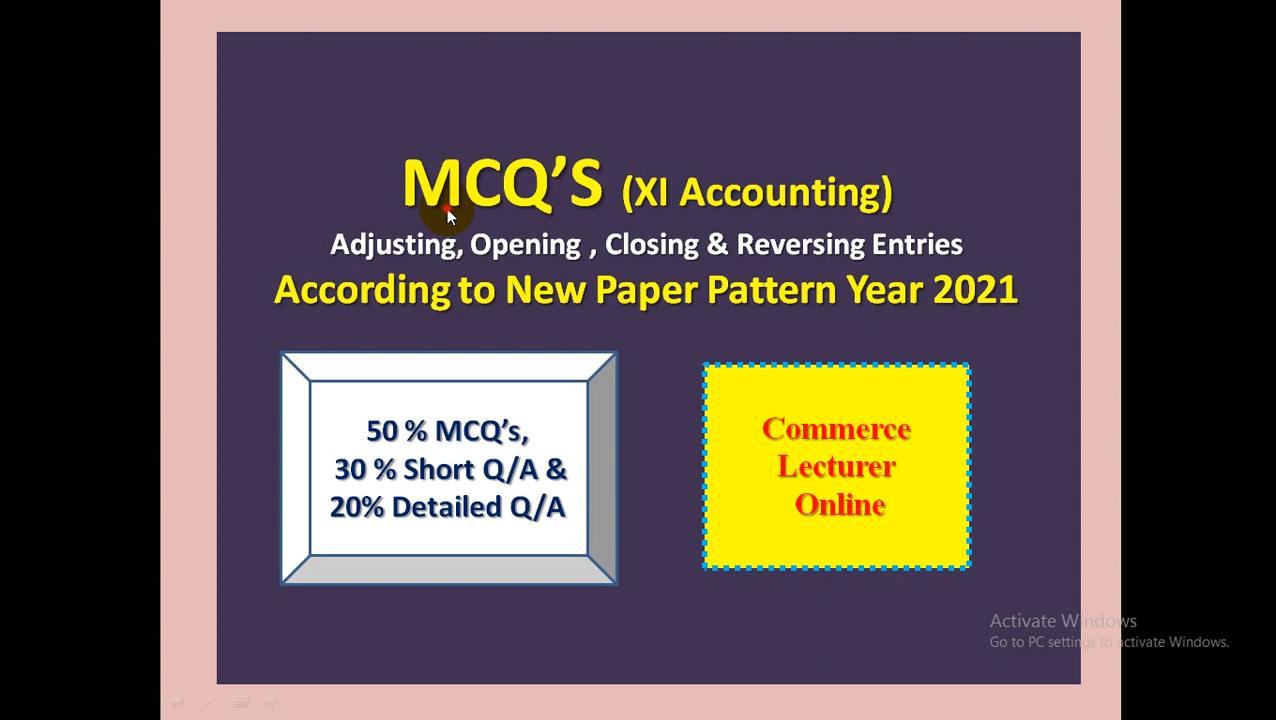 MCQ’S (XI Accounting)
Adjusting, Opening , Closing & Reversing Entries
According to New Paper Pattern Year 2021
50 % MCQ’s,
30 % Short Q/A &
20% Detailed Q/A
Commerce
Lecturer
Online
Activate Windows
Go to PC settings to activate Windows.